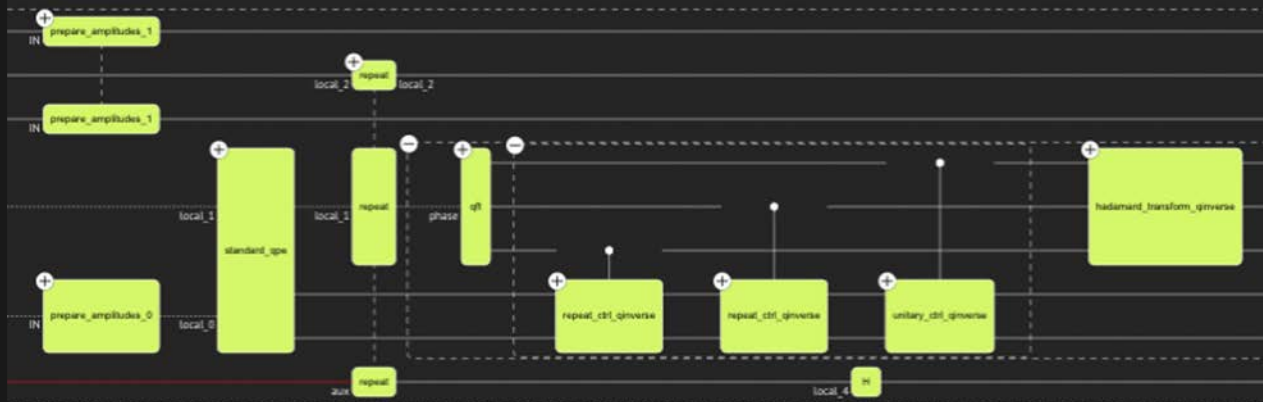 prepare_amplitudes_1
IN
repeat
local_2
local_2
prepare_amplitudes_1
IN
local_1
standard_qpe
local_1
repeat
phase
qft
hadamard_transform_qinverse
IN
prepare_amplitudes_0
local_0
repeat_ctrl_qinverse
repeat_ctrl_qinverse
unitary_ctrl_qinverse
aux
repeat
local_4
H